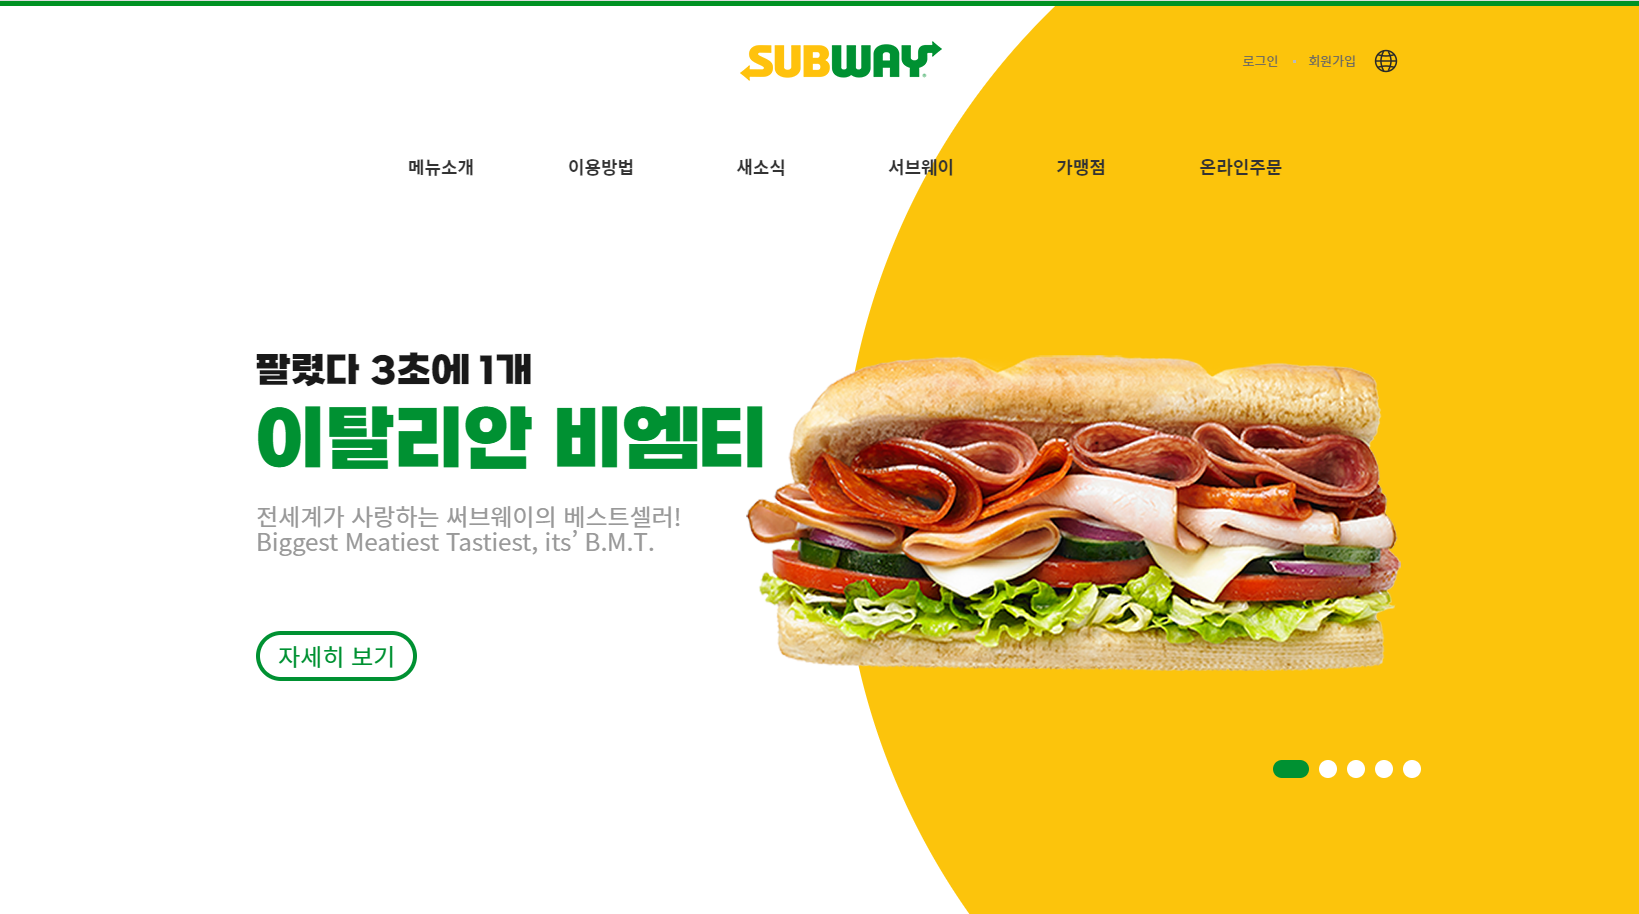 SUBWAY
로그인
회원가입
메뉴소개 이용방법 새소식 서브웨이 가맹점 온라인주문
팔렸다 3초에 1개
이탈리안 비엠티
전세계가 사랑하는 써브웨이의 베스트셀러!
Biggest Meatiest Tastiest, its’ B.M.T.
자세히 보기